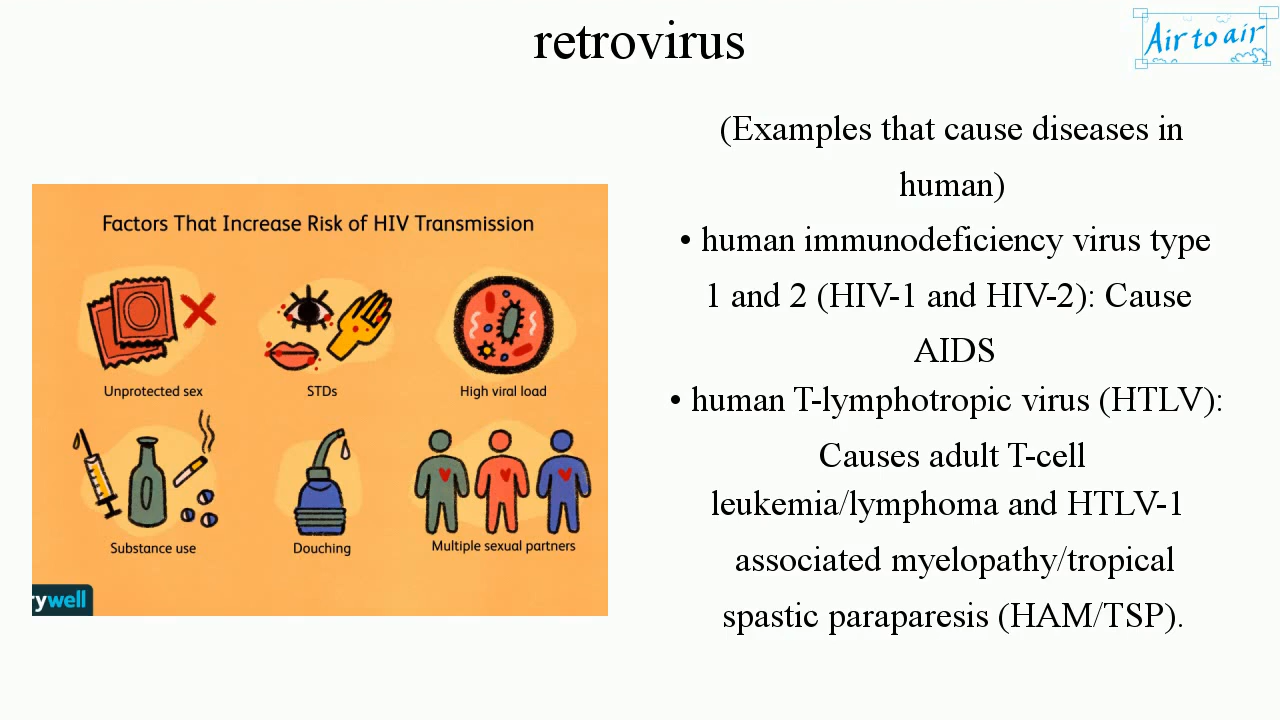 retrovirus
Air to air
(Examples that cause diseases in
human)
• human immunodeficiency virus type
1 and 2 (HIV-1 and HIV-2): Cause
AIDS
• human T-lymphotropic virus (HTLV):
Causes adult T-cell
leukemia/lymphoma and HTLV-1
associated myelopathy/tropical
spastic paraparesis (HAM/TSP).
Factors That Increase Risk of HIV Transmission
Unprotected sex
STDs
High viral load
Substance use
Douching
Multiple sexual partners
rywell